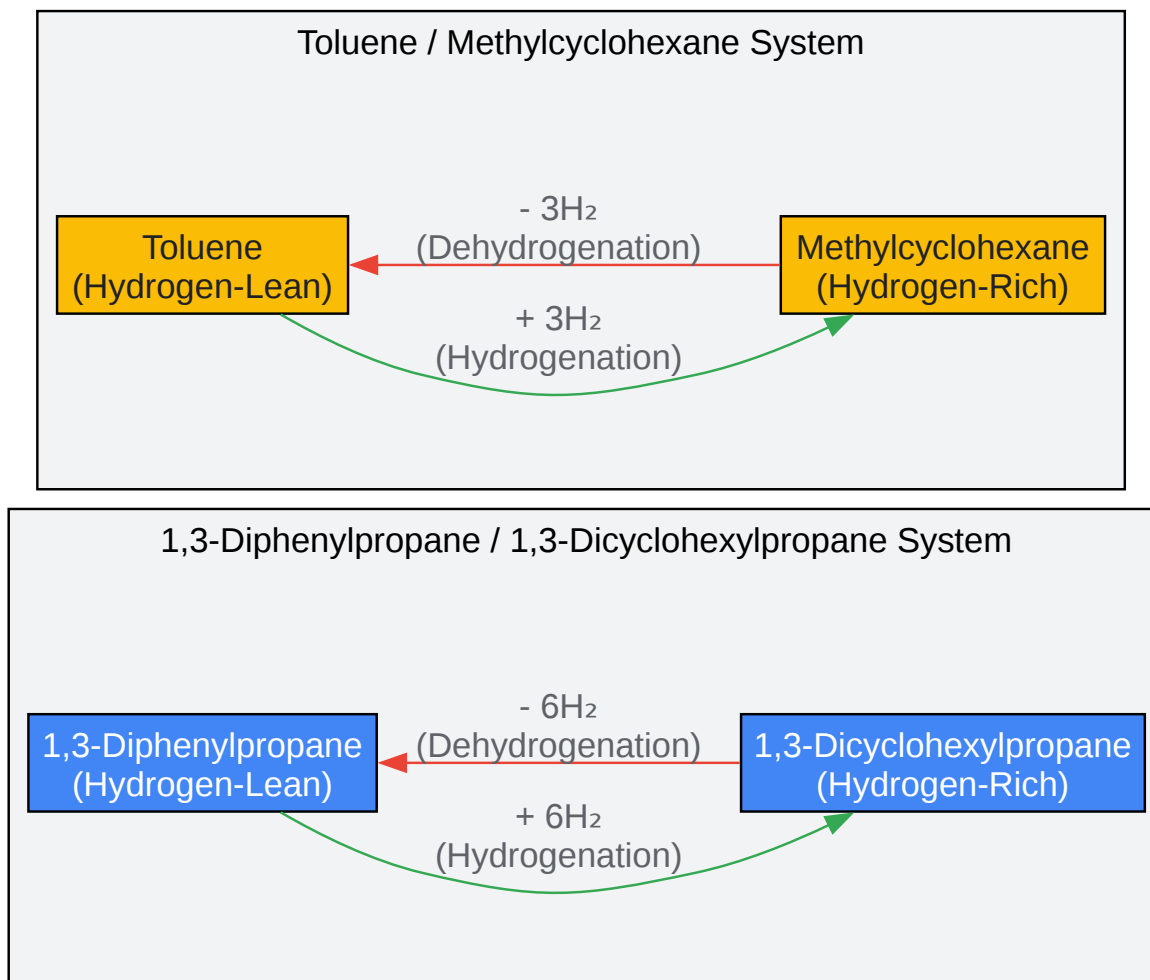 Toluene / Methylcyclohexane System
- 3H₂
(Dehydrogenation)
Toluene
(Hydrogen-Lean)
Methylcyclohexane
(Hydrogen-Rich)
+ 3H₂
(Hydrogenation)
1,3-Diphenylpropane / 1,3-Dicyclohexylpropane System
- 6H₂
(Dehydrogenation)
1,3-Diphenylpropane
(Hydrogen-Lean)
1,3-Dicyclohexylpropane
(Hydrogen-Rich)
+ 6H₂
(Hydrogenation)